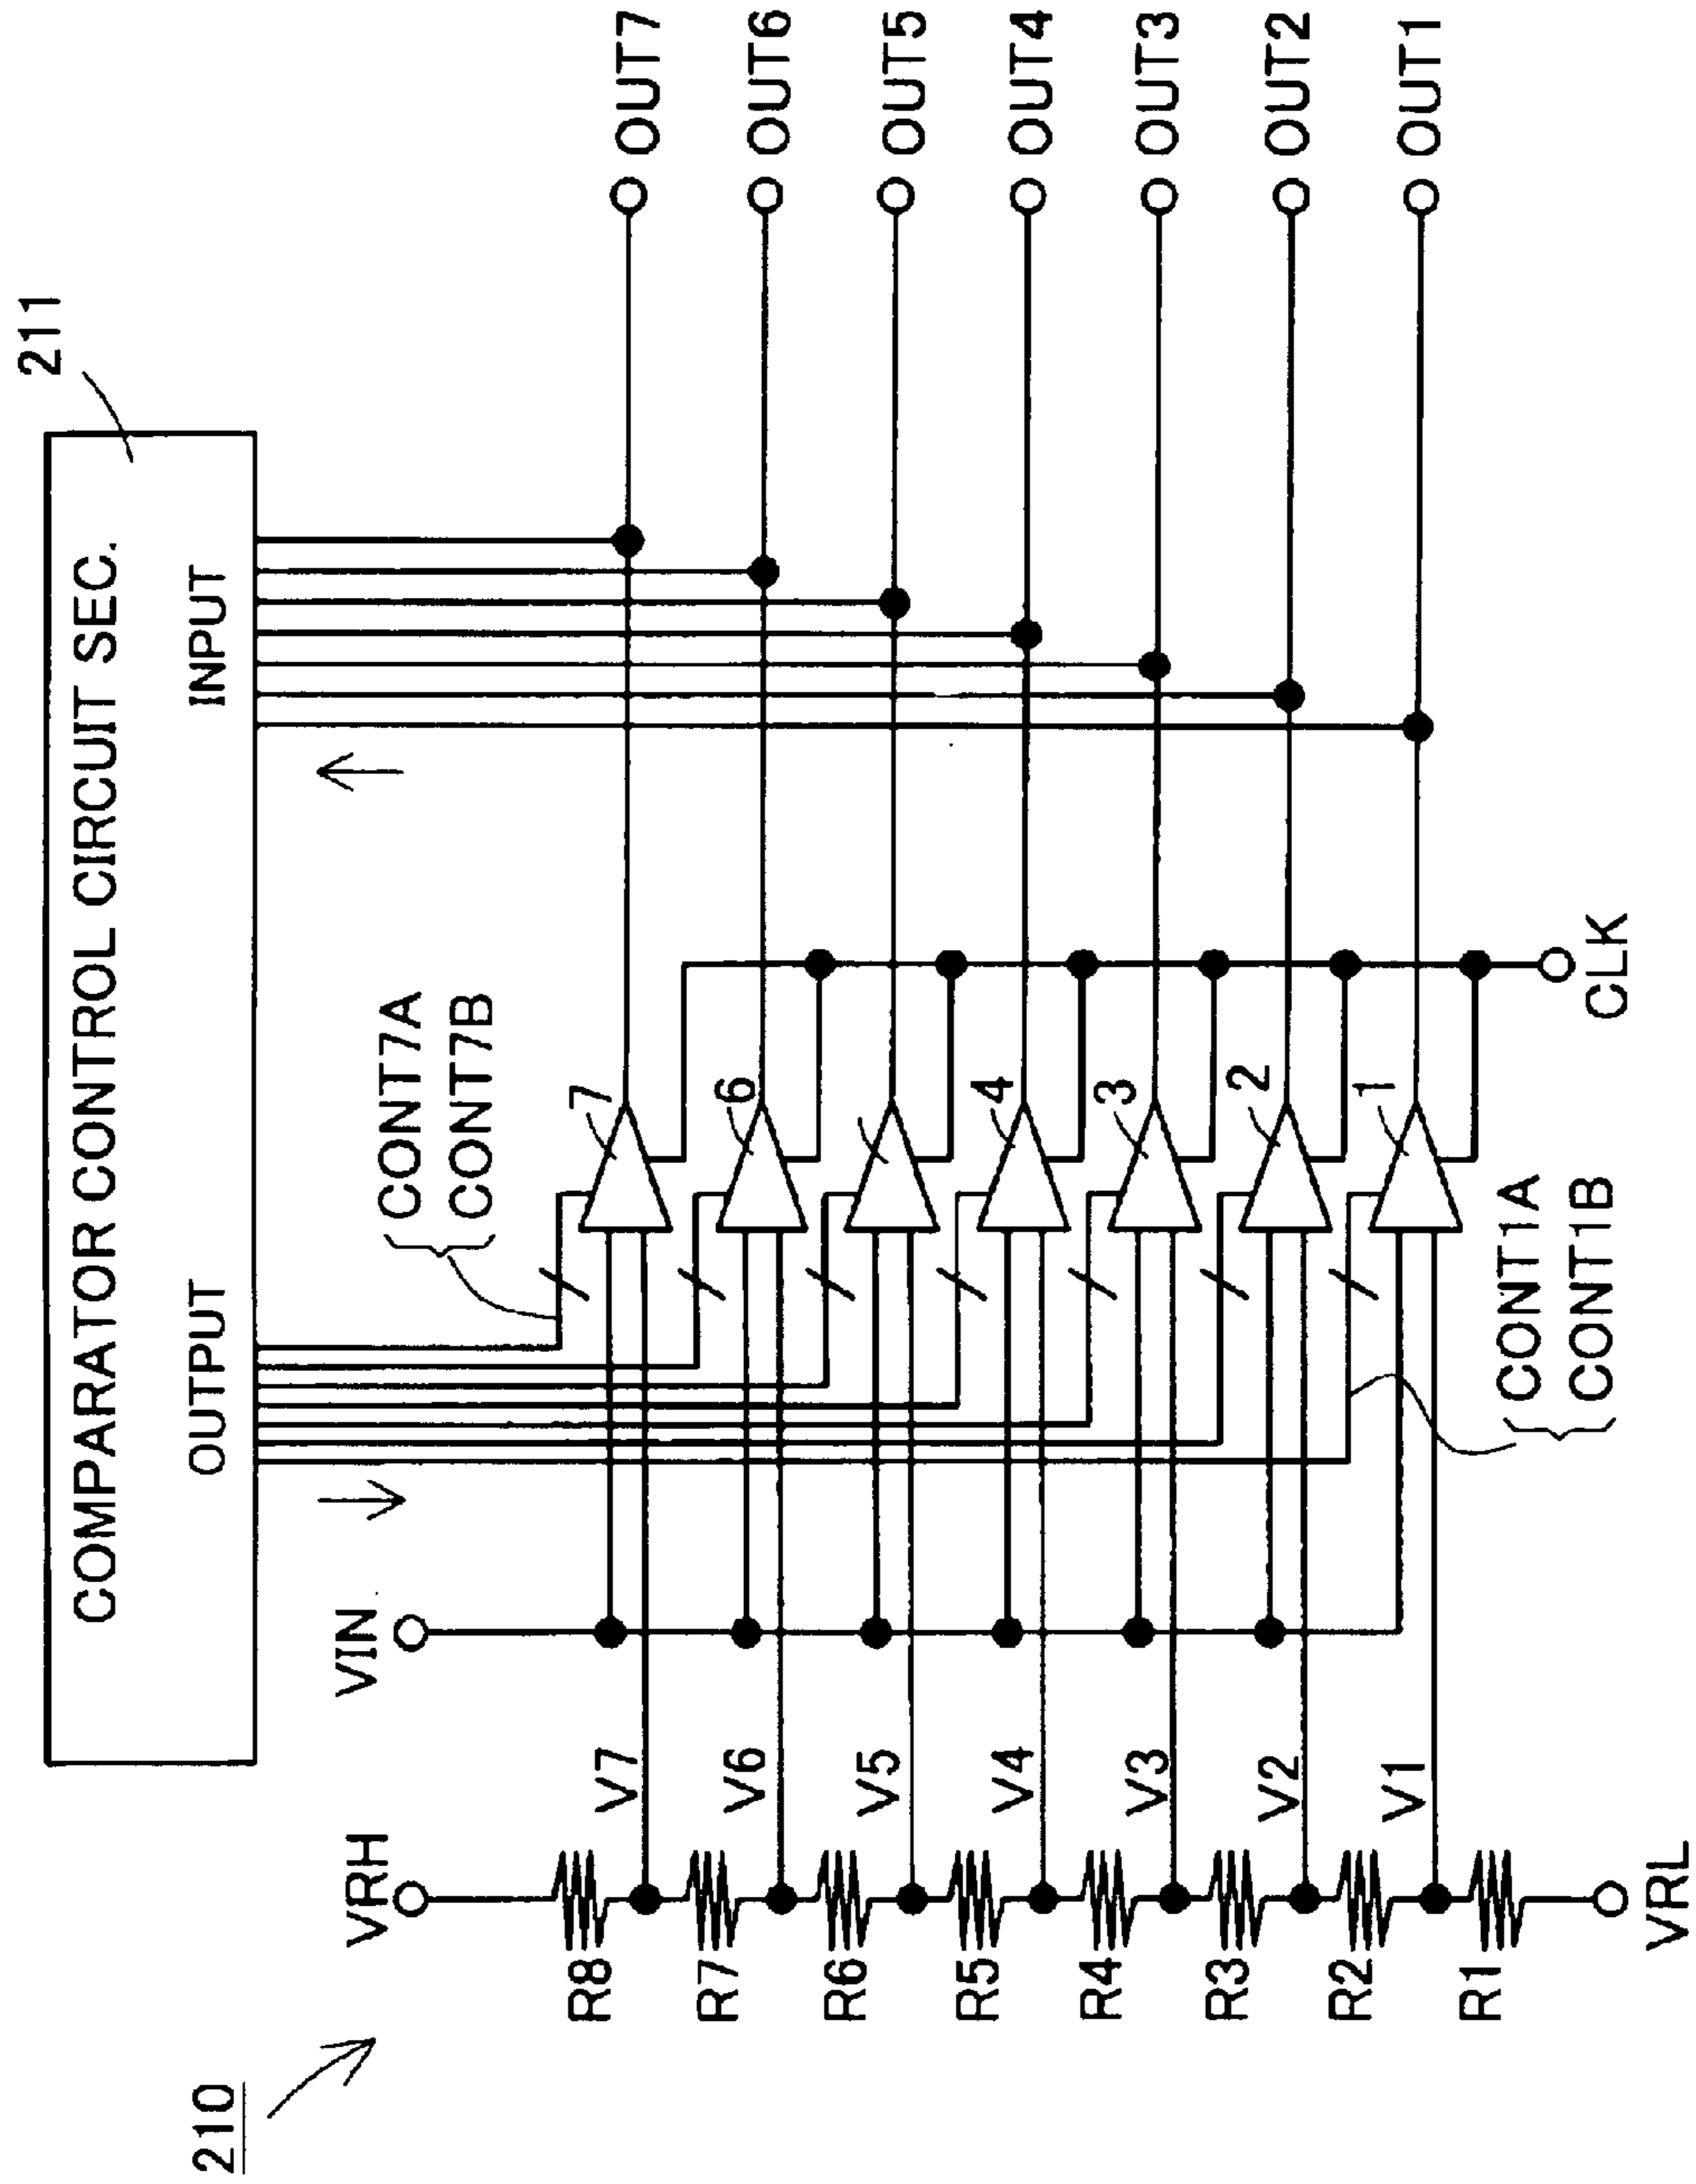 210
211
COMPARATOR CONTROL CIRCUIT SEC.
OUTPUT
INPUT
VRH
VIN
CONT7A
CONT7B
R8
V7
7
OUT7
R7
V6
6
OUT6
R6
V5
OUT5
R5
V4
4
OUT4
R4
V3
3
OUT3
R3
V2
2
OUT2
R2
V1
1
OUT1
R1
CONT1A
CONT1B
VRL
CLK